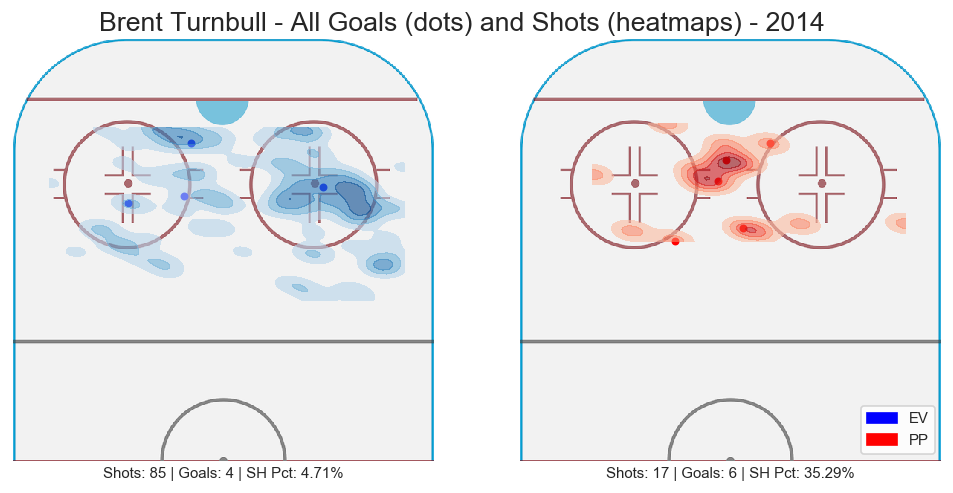 Brent Turnbull - All Goals (dots) and Shots (heatmaps) - 2014
EV
PP
Shots: 85 | Goals: 4 | SH Pct: 4.71%
Shots: 17 | Goals: 6 | SH Pct: 35.29%